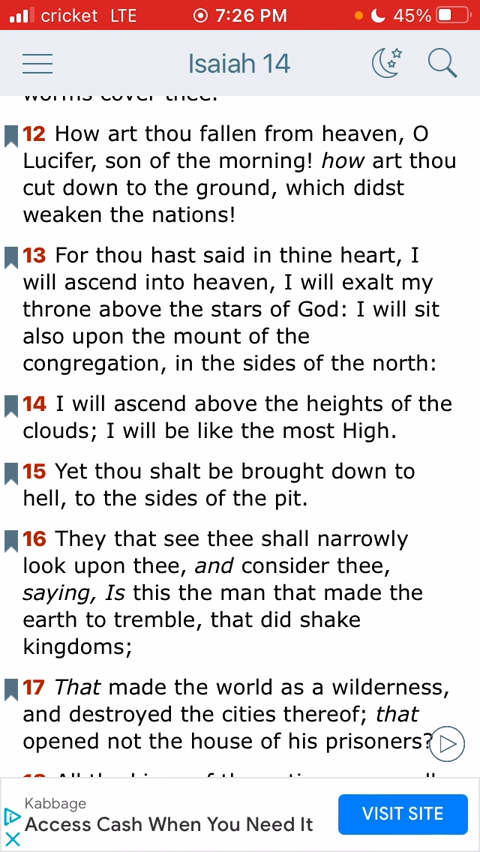 cricket LTE 7:26 PM 45%
Isaiah 14
worms cover thee.
12 How art thou fallen from heaven, O
Lucifer, son of the morning! how art thou
cut down to the ground, which didst
weaken the nations!
13 For thou hast said in thine heart, I
will ascend into heaven, I will exalt my
throne above the stars of God: I will sit
also upon the mount of the
congregation, in the sides of the north:
14 I will ascend above the heights of the
clouds; I will be like the most High.
15 Yet thou shalt be brought down to
hell, to the sides of the pit.
16 They that see thee shall narrowly
look upon thee, and consider thee,
saying, Is this the man that made the
earth to tremble, that did shake
kingdoms;
17 That made the world as a wilderness,
and destroyed the cities thereof; that
opened not the house of his prisoners?
Kabbage
Access Cash When You Need It
VISIT SITE